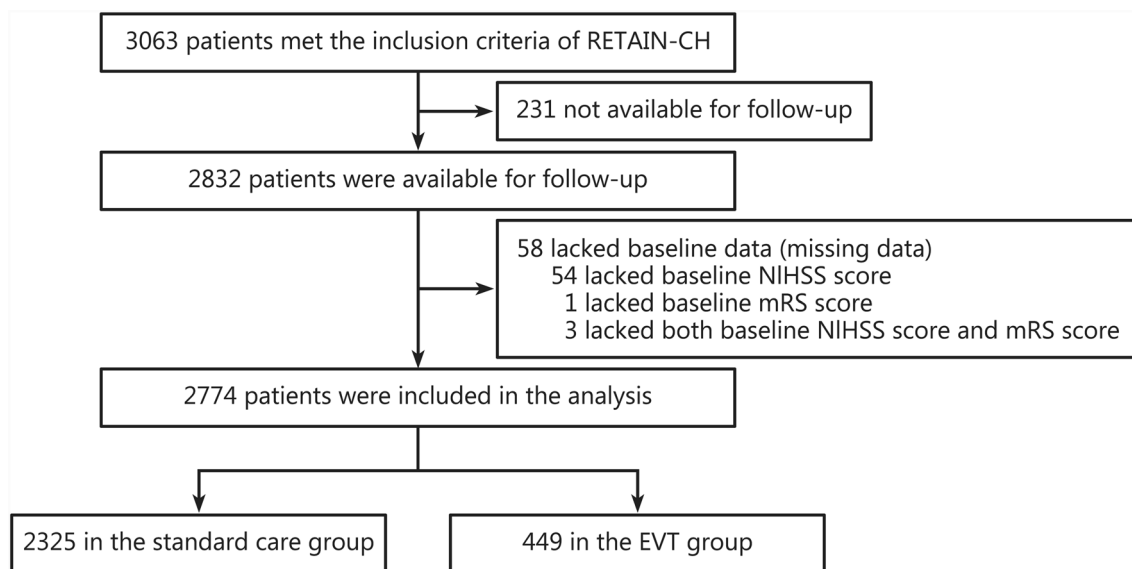 3063 patients met the inclusion criteria of RETAIN-CH
231 not available for follow-up
2832 patients were available for follow-up
58 lacked baseline data (missing data)
54 lacked baseline NlHSS score
1 lacked baseline mRS score
3 lacked both baseline NlHSS score and mRS score
2774 patients were included in the analysis
2325 in the standard care group
449 in the EVT group